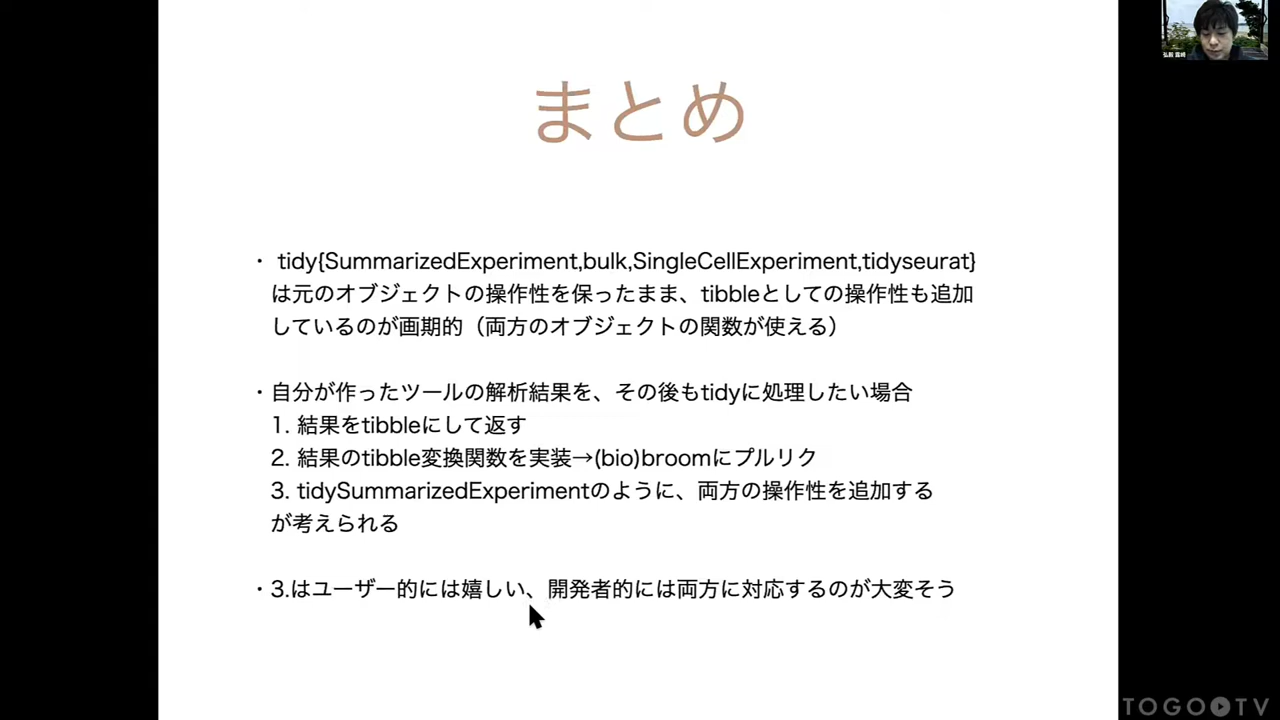 まとめ
・ tidy{SummarizedExperiment,bulk,SingleCellExperiment,tidyseurat}
は元のオブジェクトの操作性を保ったまま、tibbleとしての操作性も追加
しているのが画期的（両方のオブジェクトの関数が使える）
・自分が作ったツールの解析結果を、その後もtidyに処理したい場合
1. 結果をtibbleにして返す
2. 結果のtibble変換関数を実装→(bio)broomにプルリク
3. tidySummarizedExperimentのように、両方の操作性を追加する
が考えられる
・3.はユーザー的には嬉しい、開発者的には両方に対応するのが大変そう
TOGO TV